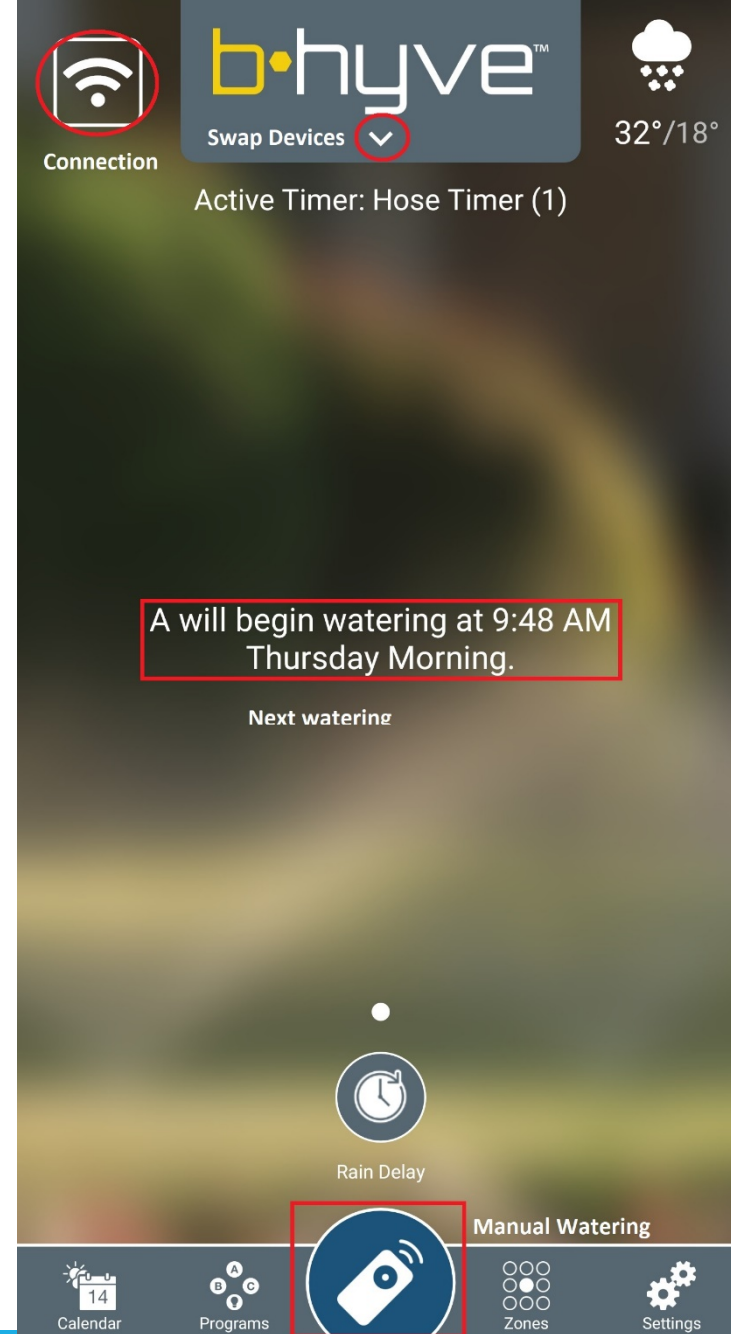 b•hyve™
Swap Devices
32°/18°
Connection
Active Timer: Hose Timer (1)
A will begin watering at 9:48 AM
Thursday Morning.
Next watering
Rain Delay
Manual Watering
A
B C
14
Calendar
Programs
Zones
Settings